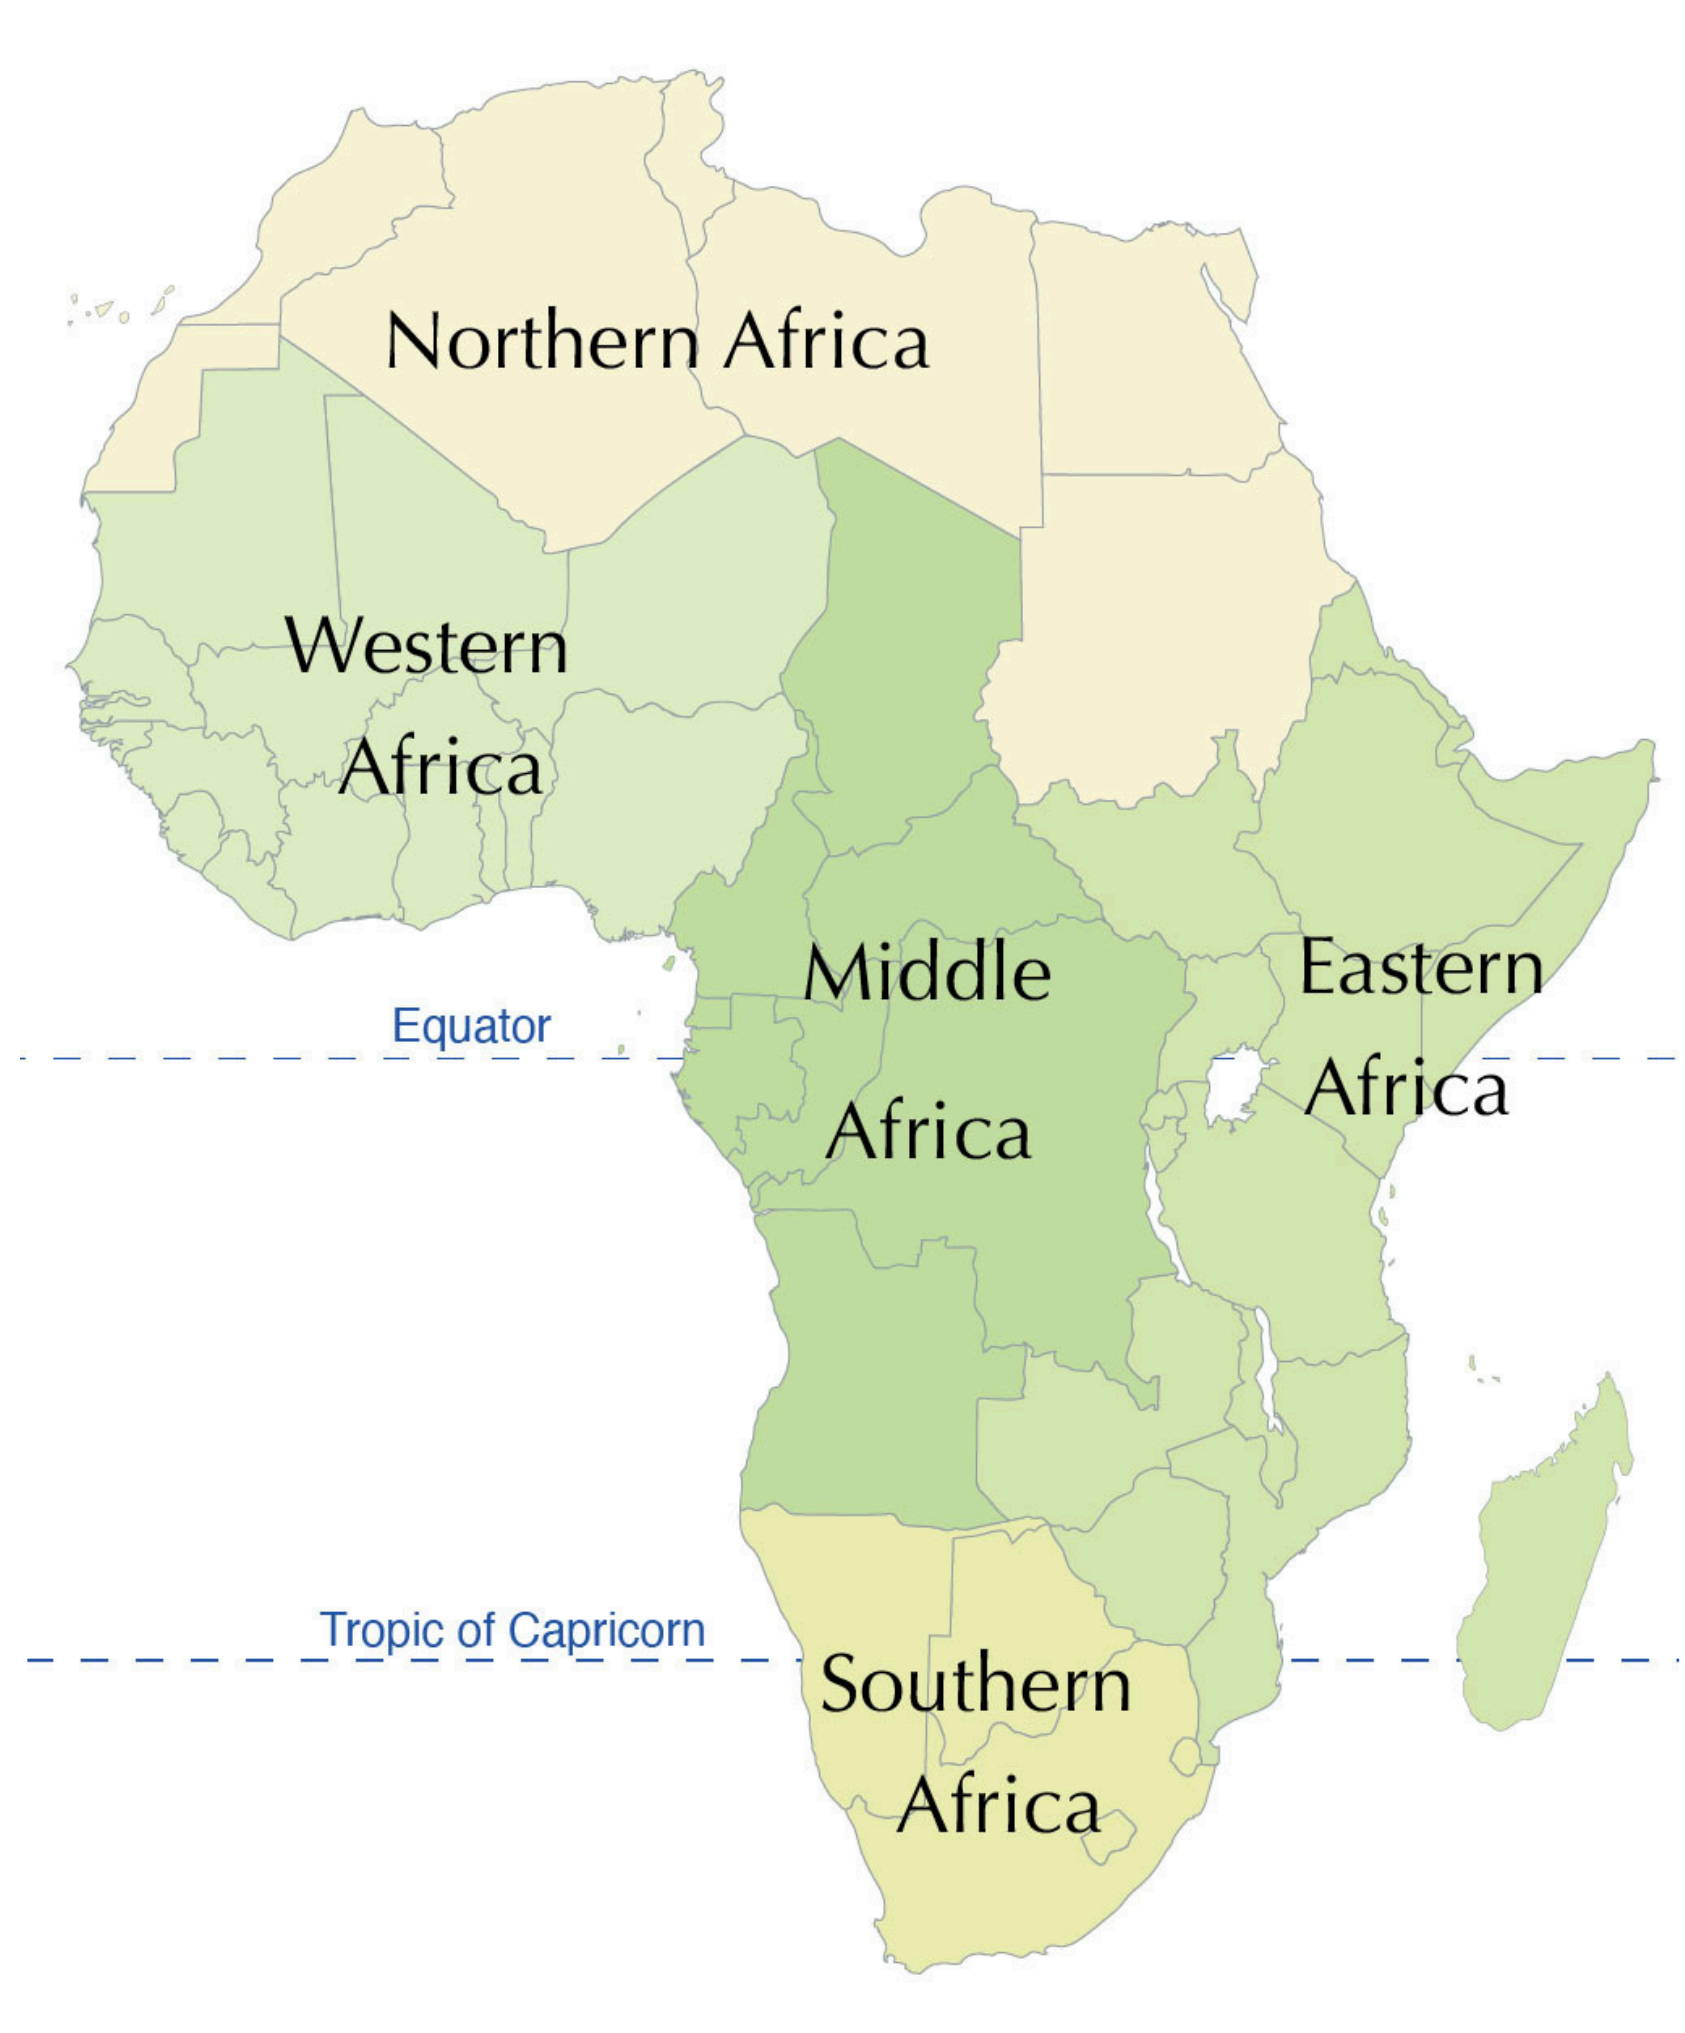 Northern Africa
Western
Africa
Middle
Africa
Eastern
Africa
Equator
Tropic of Capricorn
Southern
Africa